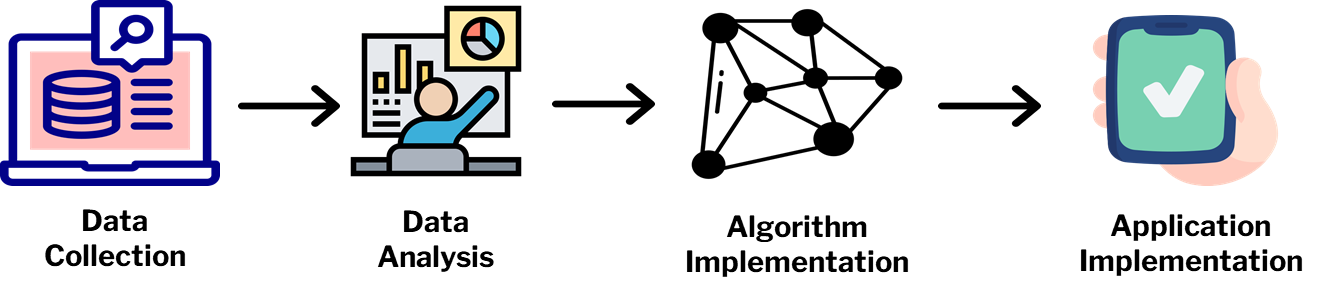 Data
Collection
Data
Analysis
Algorithm
Implementation
Application
Implementation